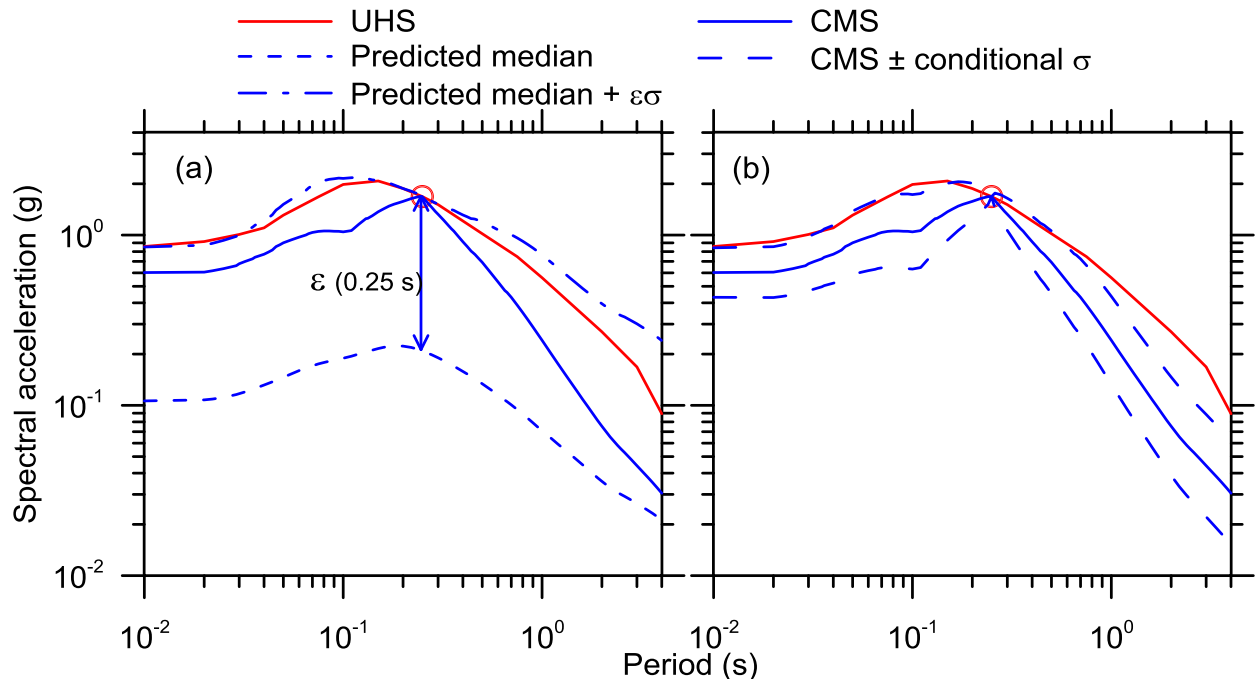 UHS
Predicted median
Predicted median + εσ
CMS
CMS ± conditional σ
Spectral acceleration (g)
10⁰
10⁻¹
10⁻²
(a)
ε (0.25 s)
(b)
10⁻² 10⁻¹ 10⁰
10⁻² 10⁻¹ 10⁰
Period (s)